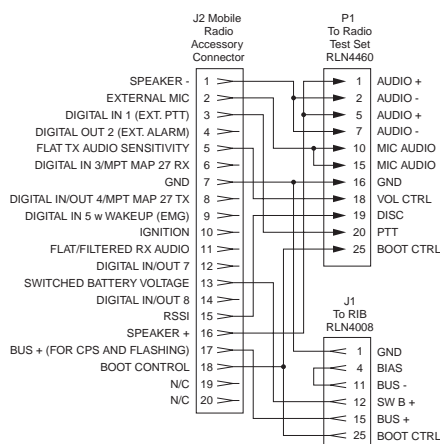 J2 Mobile
Radio
Accessory
Connector
SPEAKER - 1
EXTERNAL MIC 2
DIGITAL IN 1 (EXT. PTT) 3
DIGITAL OUT 2 (EXT. ALARM) 4
FLAT TX AUDIO SENSITIVITY 5
DIGITAL IN 3/MPT MAP 27 RX 6
GND 7
DIGITAL IN/OUT 4/MPT MAP 27 TX 8
DIGITAL IN 5 w WAKEUP (EMG) 9
IGNITION 10
FLAT/FILTERED RX AUDIO 11
DIGITAL IN/OUT 7 12
SWITCHED BATTERY VOLTAGE 13
DIGITAL IN/OUT 8 14
RSSI 15
SPEAKER + 16
BUS + (FOR CPS AND FLASHING) 17
BOOT CONTROL 18
N/C 19
N/C 20
P1
To Radio
Test Set
RLN4460
1 AUDIO +
2 AUDIO -
5 AUDIO +
7 AUDIO -
10 MIC AUDIO
15 MIC AUDIO
16 GND
18 VOL CTRL
19 DISC
20 PTT
25 BOOT CTRL
J1
To RIB
RLN4008
1 GND
4 BIAS
11 BUS -
12 SW B +
15 BUS +
25 BOOT CTRL